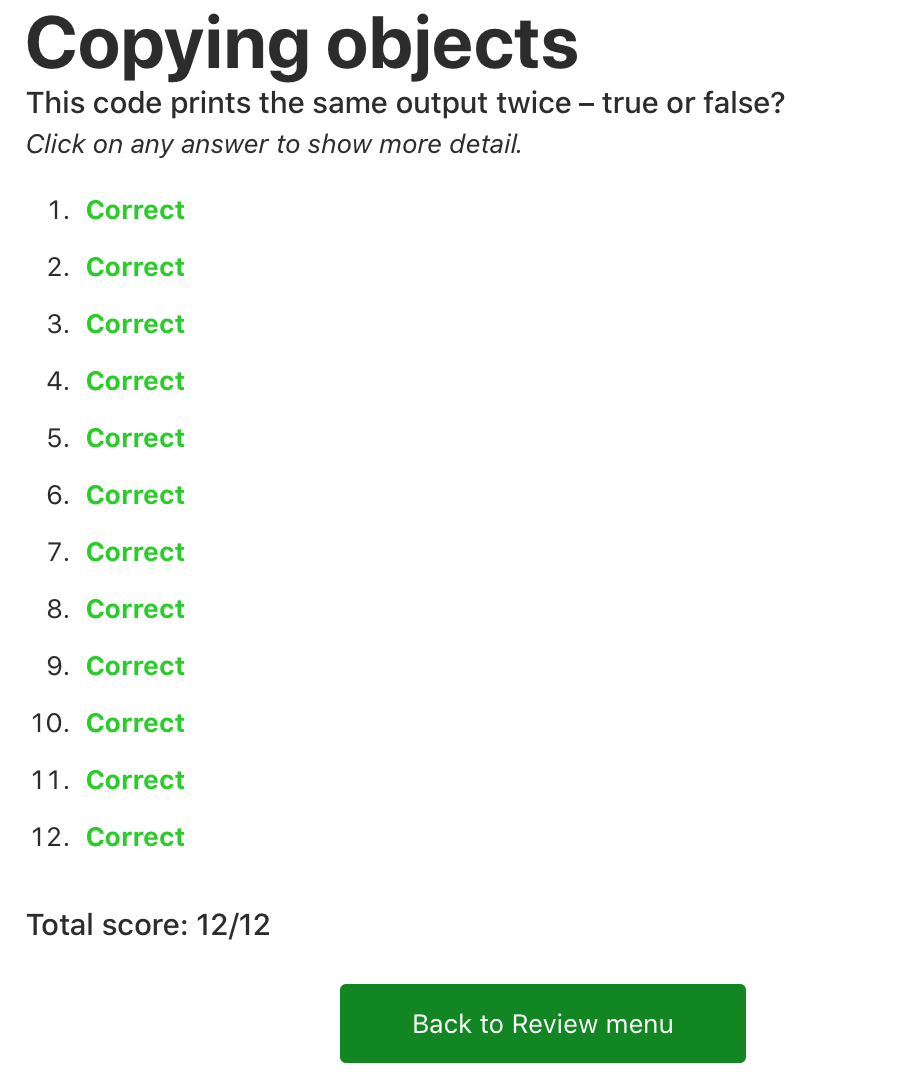 Copying objects
This code prints the same output twice – true or false?
Click on any answer to show more detail.
1. Correct
2. Correct
3. Correct
4. Correct
5. Correct
6. Correct
7. Correct
8. Correct
9. Correct
10. Correct
11. Correct
12. Correct
Total score: 12/12
Back to Review menu